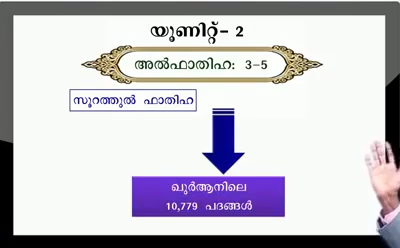 യൂണിറ്റ്- 2
അൽഫാതിഹ: 3-5
സൂറത്തുൽ ഫാതിഹ
ഖുർആനിലെ
10,779 പദങ്ങൾ